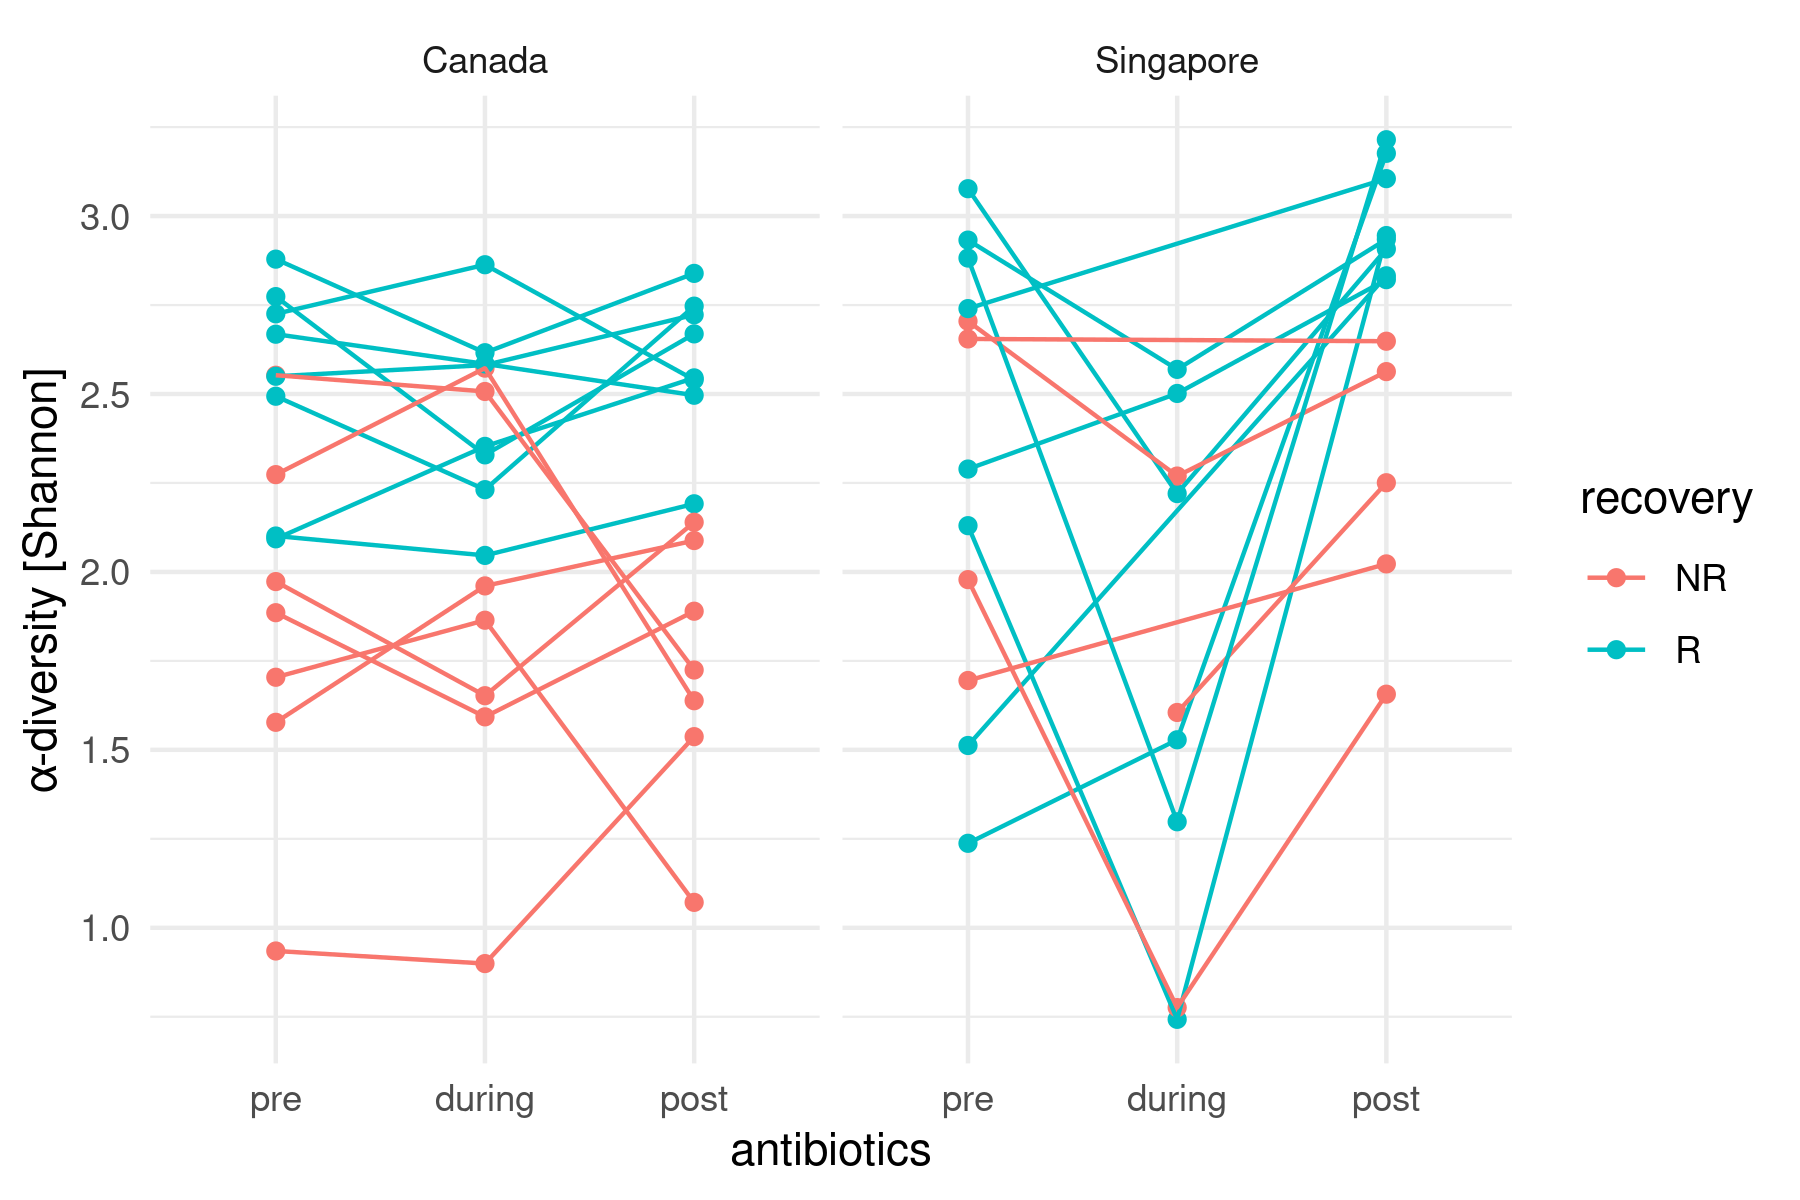 Canada
Singapore
α-diversity [Shannon]
3.0
2.5
2.0
1.5
1.0
pre
during
post
pre
during
post
antibiotics
recovery
NR
R